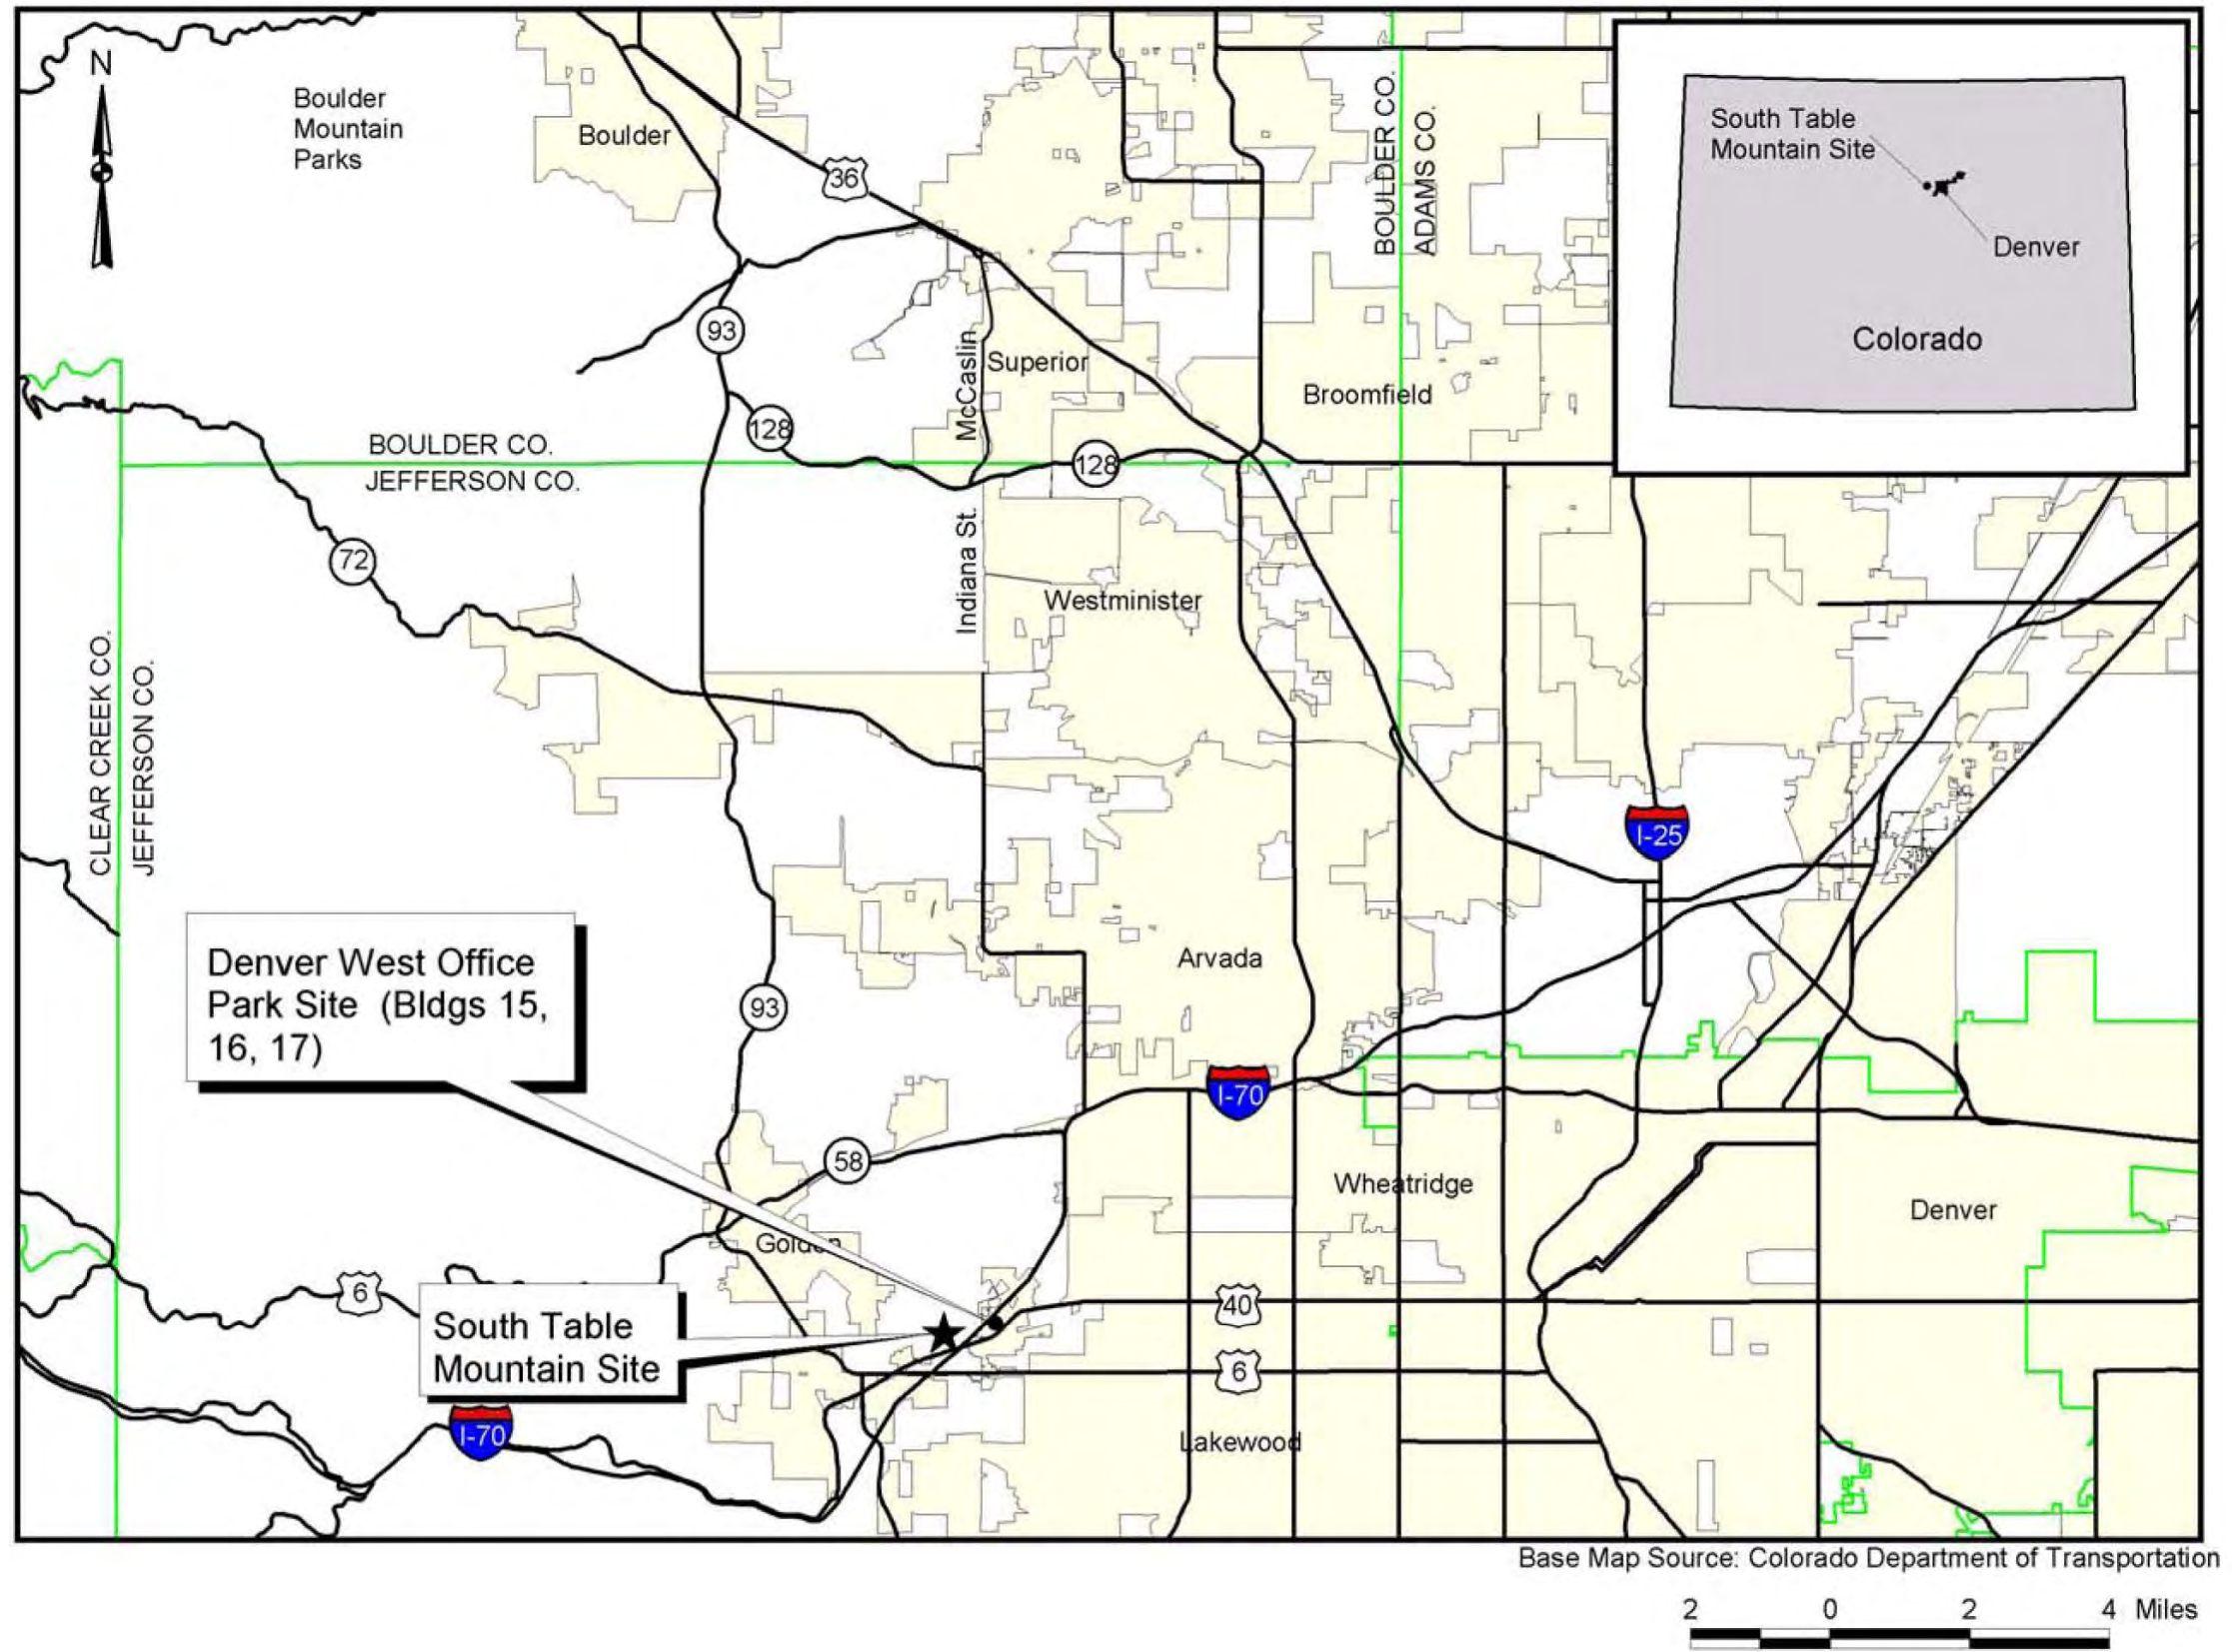 N
Boulder
Mountain
Parks
Boulder
36
BOULDER CO.
ADAMS CO.
South Table
Mountain Site
Denver
Colorado
93
McCaslin
Superior
Broomfield
128
BOULDER CO.
JEFFERSON CO.
128
72
Indiana St.
Westminister
CLEAR CREEK CO.
JEFFERSON CO.
I-25
Denver West Office
Park Site (Bldgs 15,
16, 17)
93
Arvada
I-70
58
Wheatridge
Denver
Golden
6
40
South Table
Mountain Site
6
I-70
Lakewood
Base Map Source: Colorado Department of Transportation
2 0 2 4 Miles